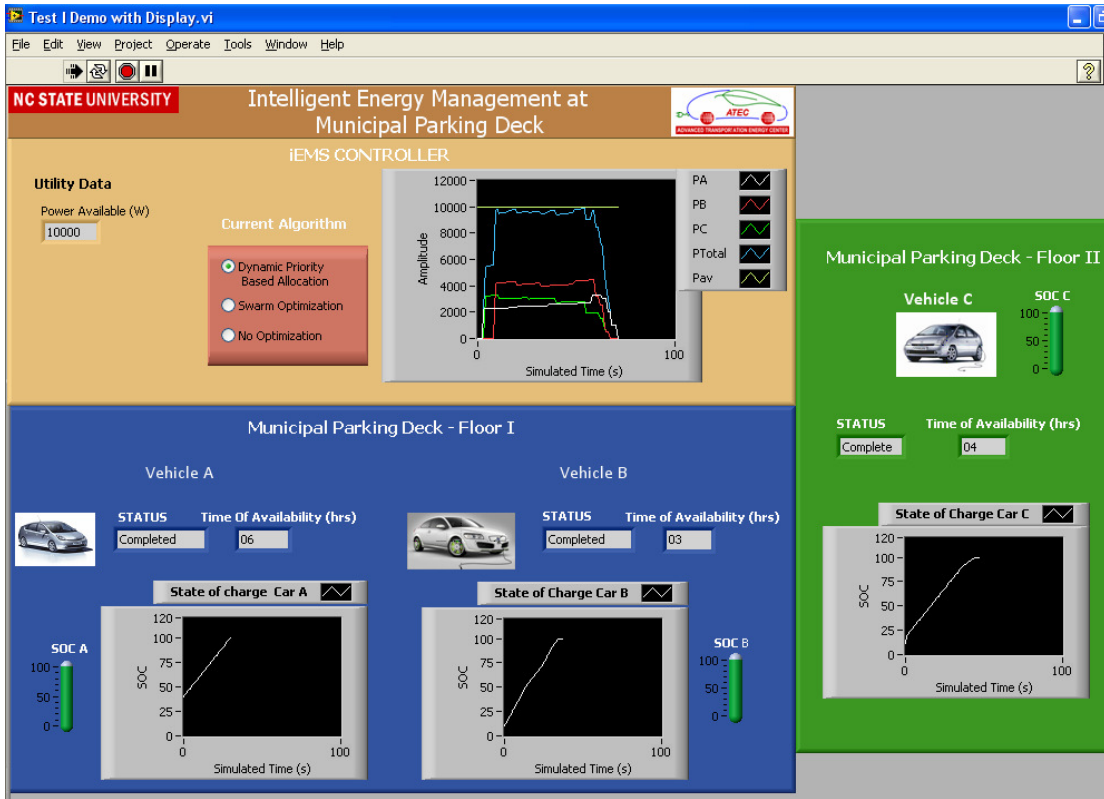 Test I Demo with Display.vi
File Edit View Project Operate Tools Window Help
NC STATE UNIVERSITY
Intelligent Energy Management at
Municipal Parking Deck
ATEC
ADVANCED TRANSPORTATION ENERGY CENTER
iEMS CONTROLLER
Utility Data
Power Available (W)
10000
Current Algorithm
Dynamic Priority
Based Allocation
Swarm Optimization
No Optimization
12000
10000
8000
6000
4000
2000
0
Amplitude
0 100
Simulated Time (s)
PA
PB
PC
PTotal
Pav
Municipal Parking Deck - Floor I
Vehicle A
STATUS Time Of Availability (hrs)
Completed 06
State of charge Car A
SOC A
100
50
0
120
100
75
50
25
0
SOC
0 100
Simulated Time (s)
Vehicle B
STATUS Time of Availability (hrs)
Completed 03
State of Charge Car B
120
100
75
50
25
0
SOC
0 100
Simulated Time (s)
SOC B
100
50
0
Municipal Parking Deck - Floor II
Vehicle C
SOC C
100
50
0
STATUS Time of Availability (hrs)
Complete 04
State of Charge Car C
120
100
75
50
25
0
SOC
0 100
Simulated Time (s)